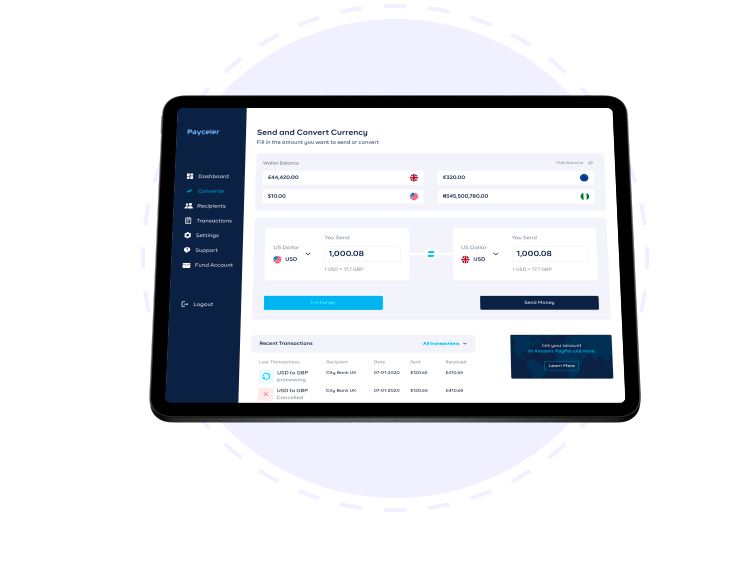 Payceler
Send and Convert Currency
Fill in the amount you want to send or convert
Wallet Balance
Hide Balance
£44,420.00
€320.00
$10.00
₦345,500,780.00
Dashboard
Converter
Recipients
Transactions
Settings
Support
Fund Account
Logout
You Send
US Dollar
USD
1,000.08
1 USD = 17.7 GBP
You Send
US Dollar
USD
1,000.08
1 USD = 17.7 GBP
Exchange
Send Money
Recent Transactions
All transactions
link your account
to Amazon, PayPal and more.
Learn More
Last Transactions Recipient Date Sent Received
USD to GBP City Bank UK 07-01-2020 $120.65 £410.65
processing
USD to GBP City Bank UK 07-01-2020 $120.65 £410.65
Cancelled